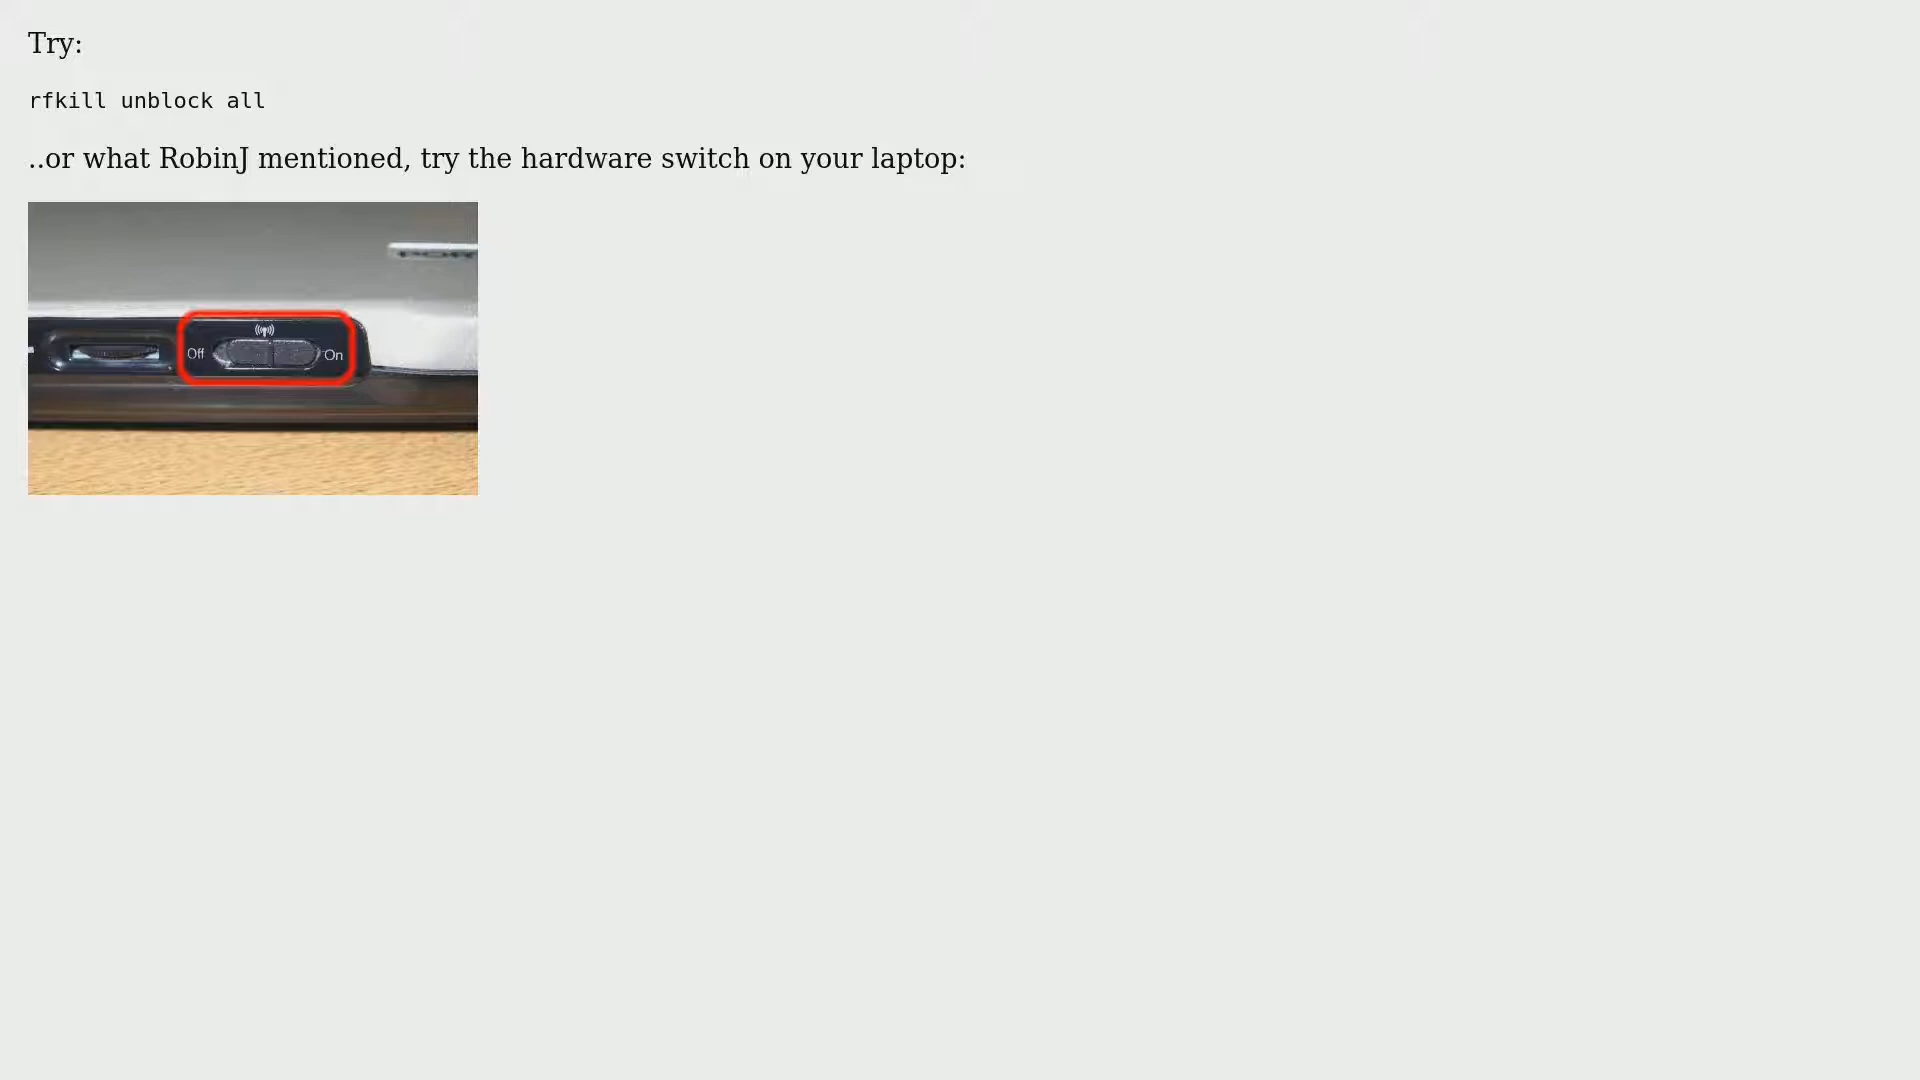 Try:
rfkill unblock all
..or what RobinJ mentioned, try the hardware switch on your laptop:
Off
On